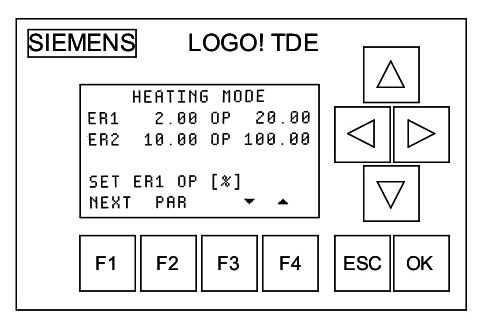 SIEMENS LOGO! TDE
HEATING MODE
ER1 2.00 OP 20.00
ER2 10.00 OP 100.00
SET ER1 OP [%]
NEXT PAR ▼ ▲
F1 F2 F3 F4 ESC OK